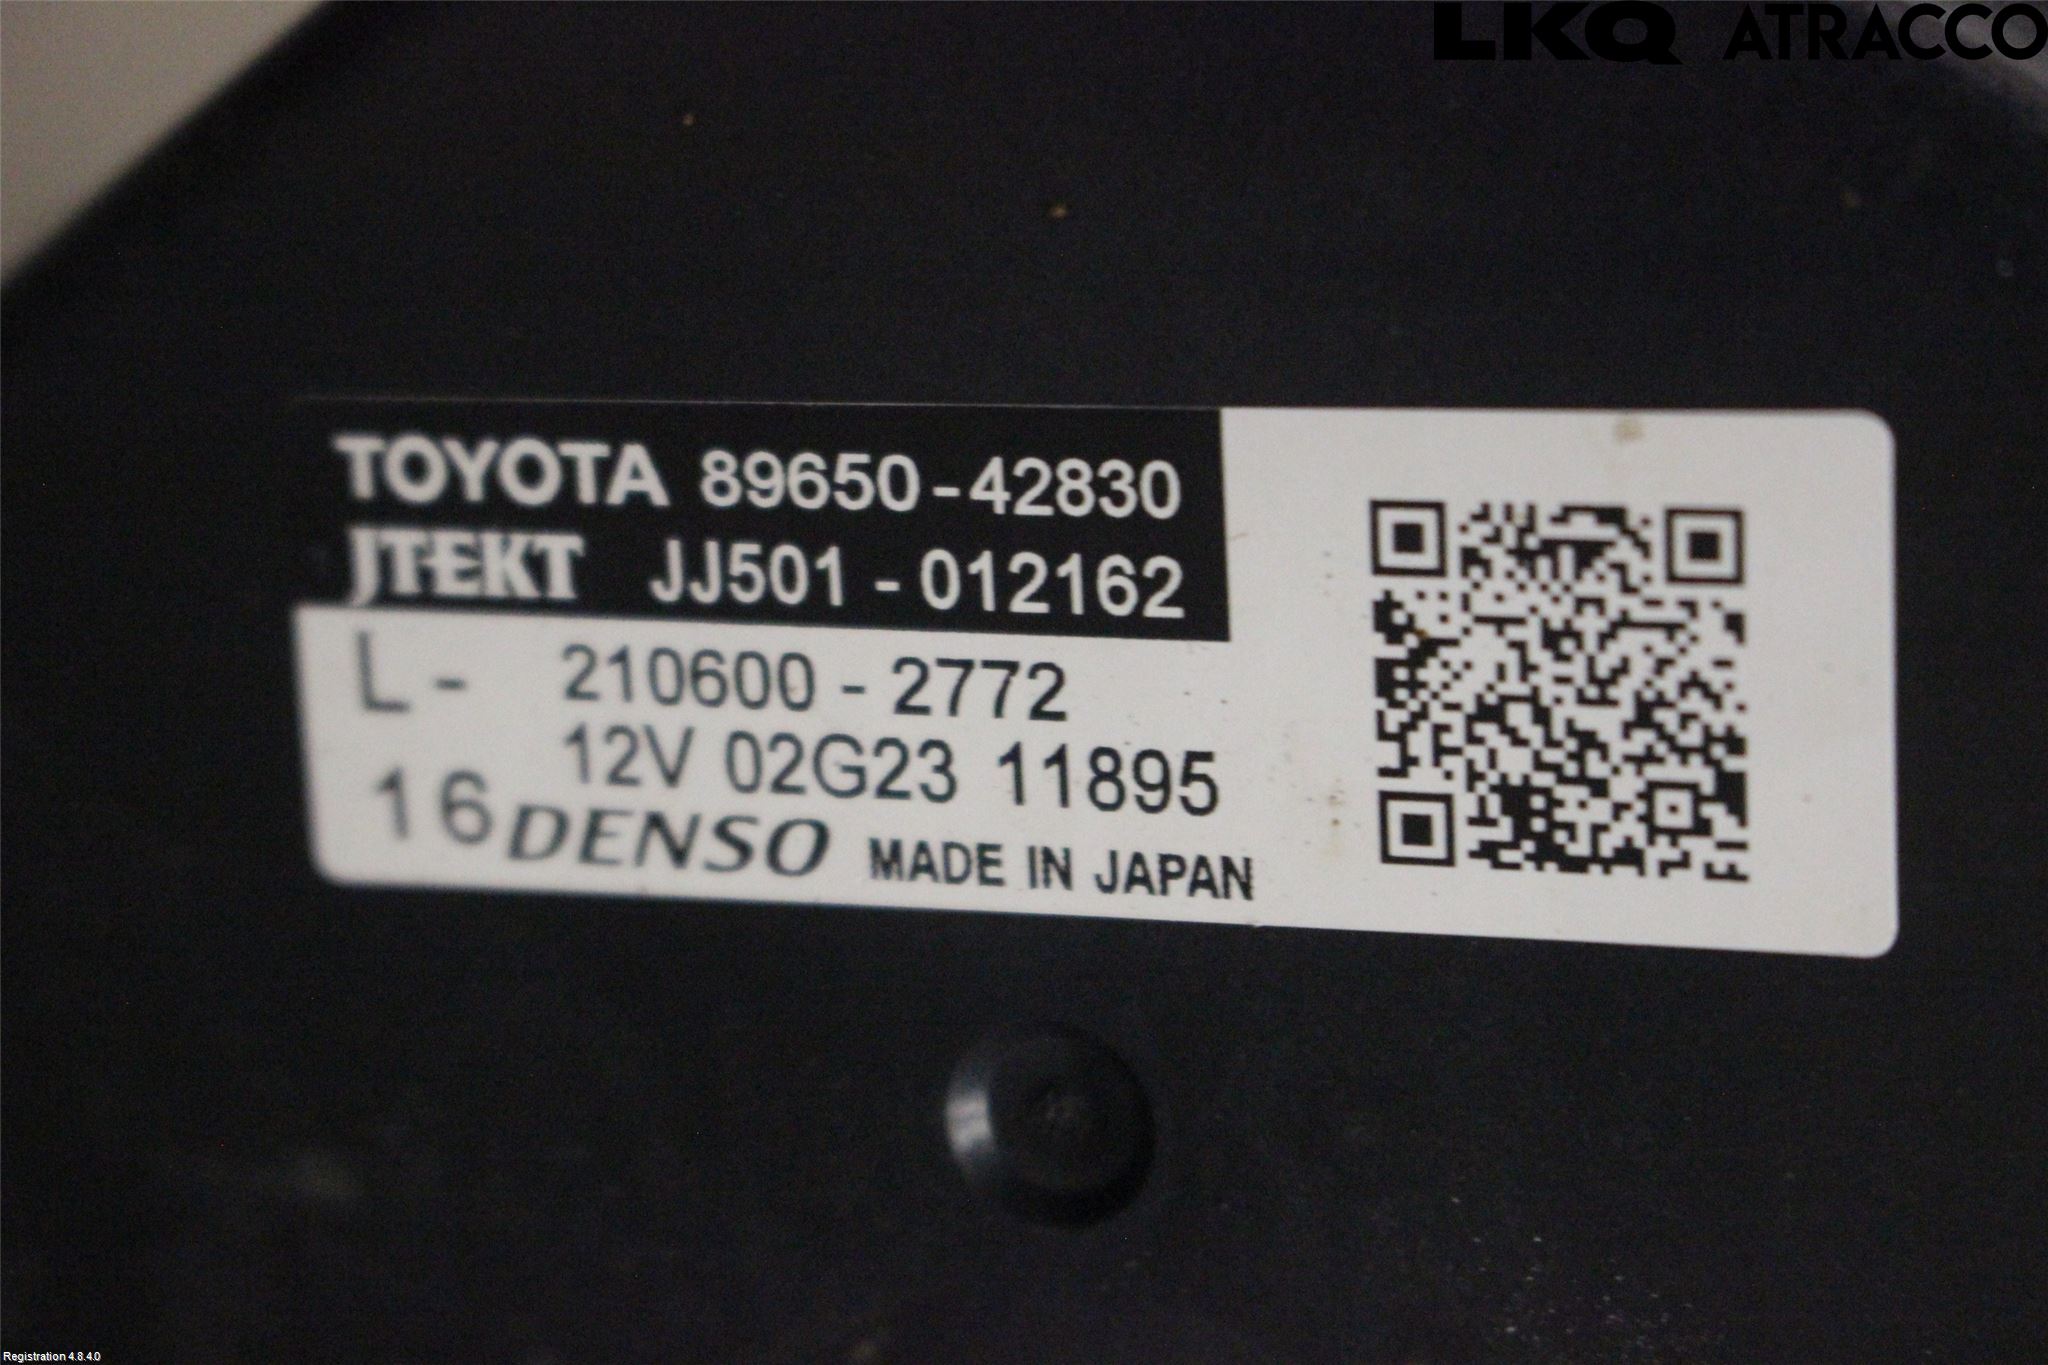 LKQ ATRACCO
TOYOTA 89650-42830
JTEKT JJ501-012162
L- 210600-2772
12V 02G23 11895
16 DENSO MADE IN JAPAN
Registration 4.8.4.0